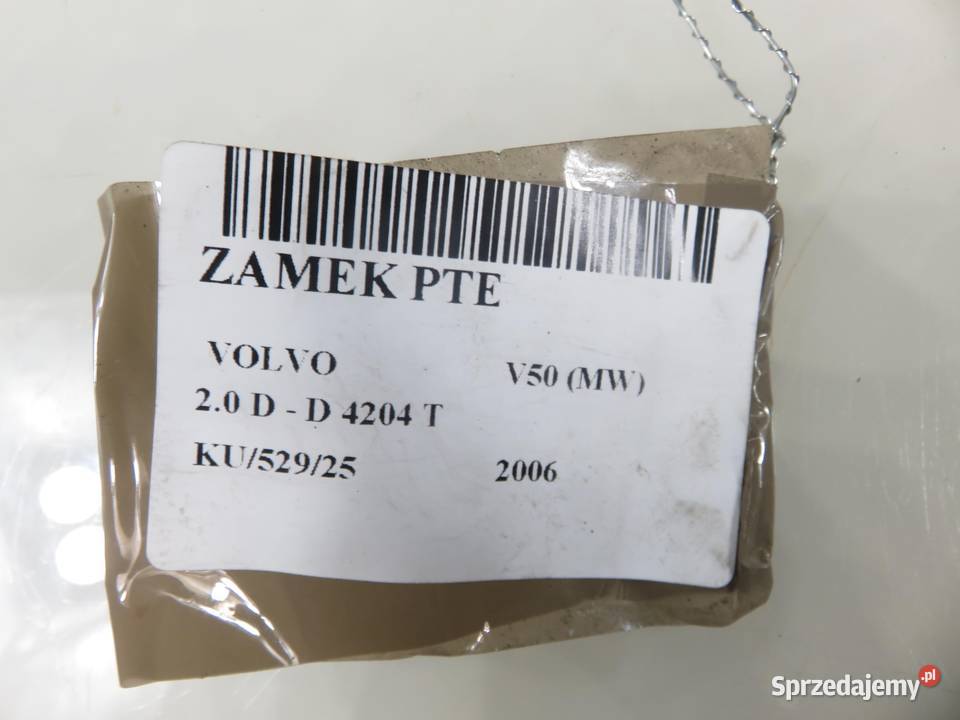 ZAMEK PTE
VOLVO V50 (MW)
2.0 D - D 4204 T
KU/529/25 2006
Sprzedajemy.pl